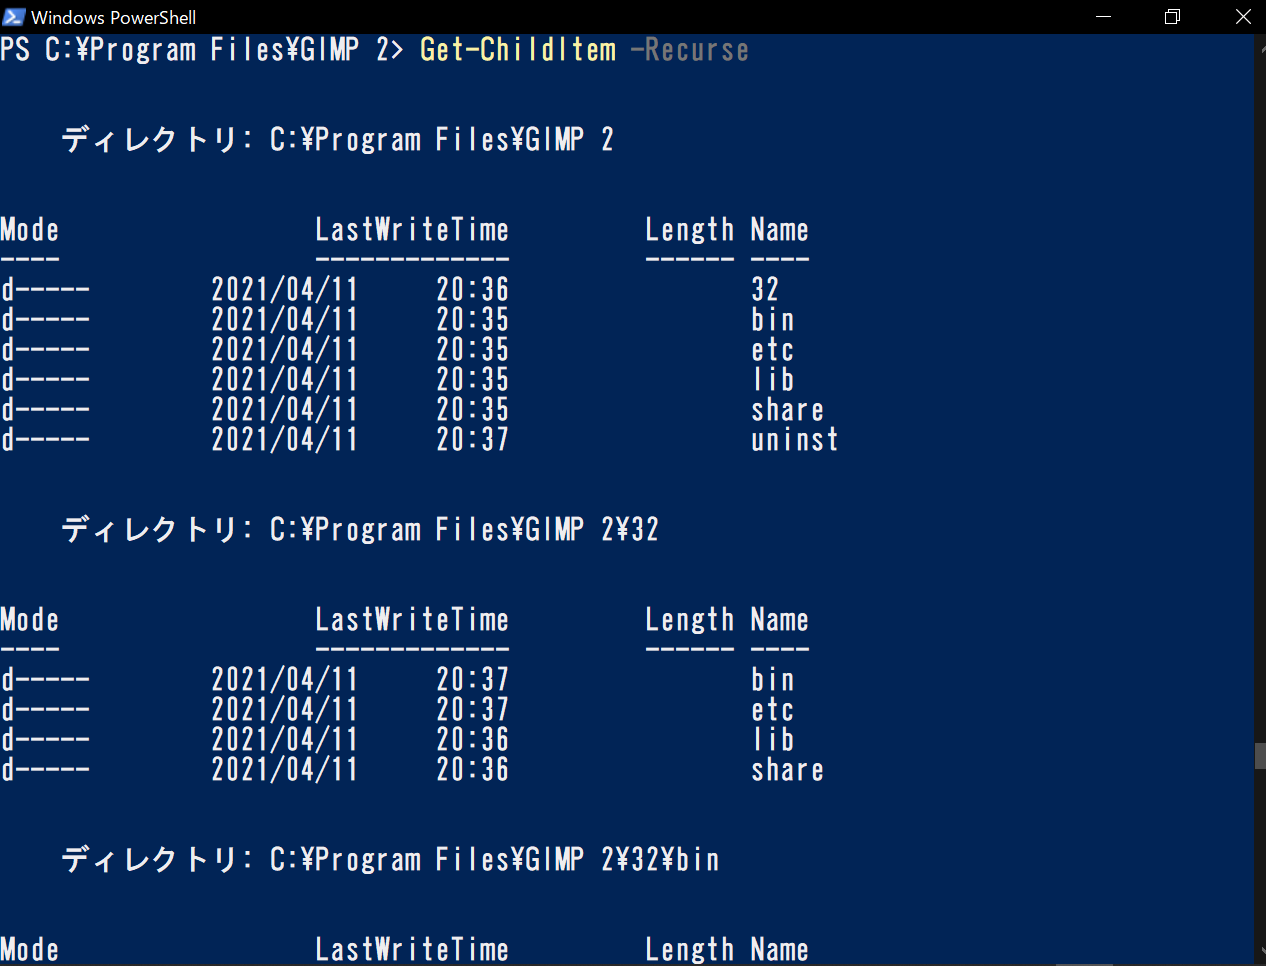 Windows PowerShell
PS C:¥Program Files¥GIMP 2> Get-ChildItem -Recurse
ディレクトリ: C:¥Program Files¥GIMP 2
Mode LastWriteTime Length Name
---- ------------- ------ ----
d----- 2021/04/11 20:36 32
d----- 2021/04/11 20:35 bin
d----- 2021/04/11 20:35 etc
d----- 2021/04/11 20:35 lib
d----- 2021/04/11 20:35 share
d----- 2021/04/11 20:37 uninst
ディレクトリ: C:¥Program Files¥GIMP 2¥32
Mode LastWriteTime Length Name
---- ------------- ------ ----
d----- 2021/04/11 20:37 bin
d----- 2021/04/11 20:37 etc
d----- 2021/04/11 20:36 lib
d----- 2021/04/11 20:36 share
ディレクトリ: C:¥Program Files¥GIMP 2¥32¥bin
Mode LastWriteTime Length Name